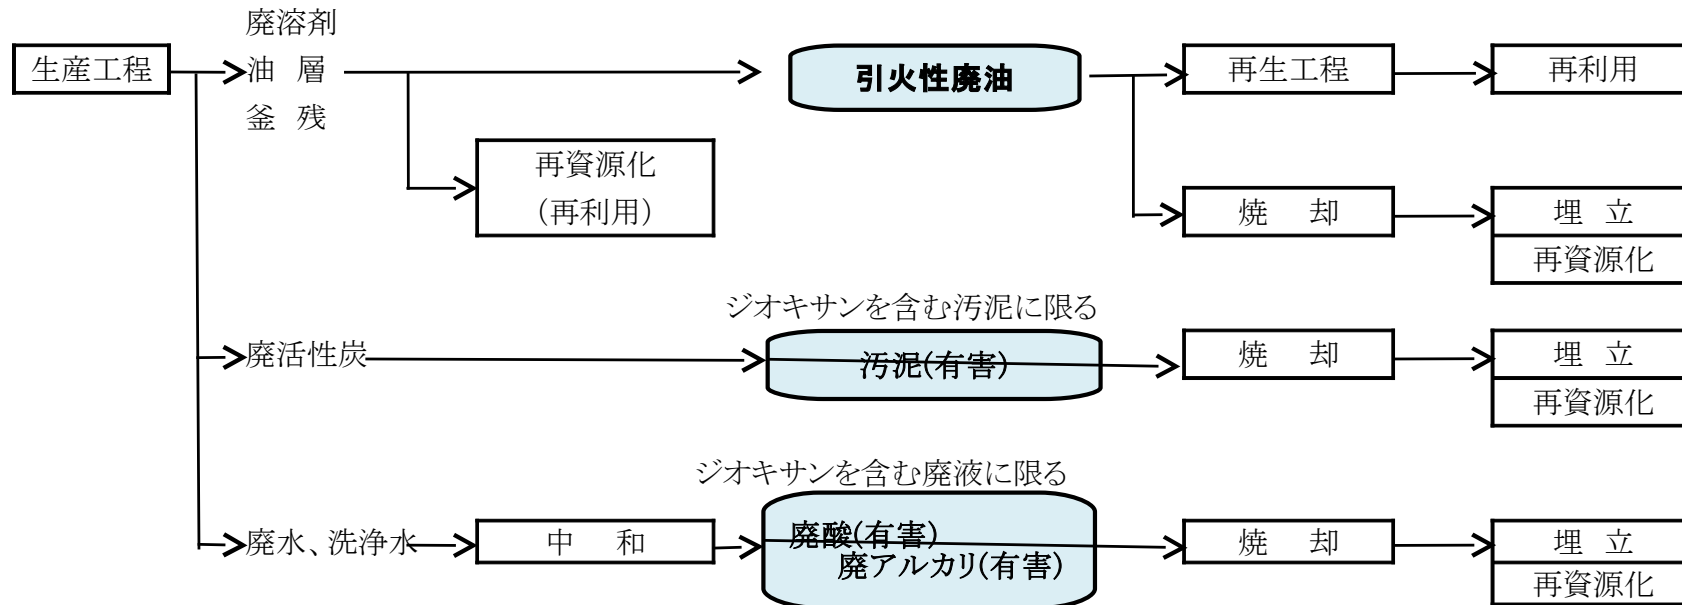 廃溶剤
生産工程
油 層
釜 残
引火性廃油
再生工程
再利用
再資源化
(再利用)
焼 却
埋 立
再資源化
ジオキサンを含む汚泥に限る
廃活性炭
汚泥(有害)
焼 却
埋 立
再資源化
ジオキサンを含む廃液に限る
廃水、洗浄水
中 和
廃酸(有害)
廃アルカリ(有害)
焼 却
埋 立
再資源化